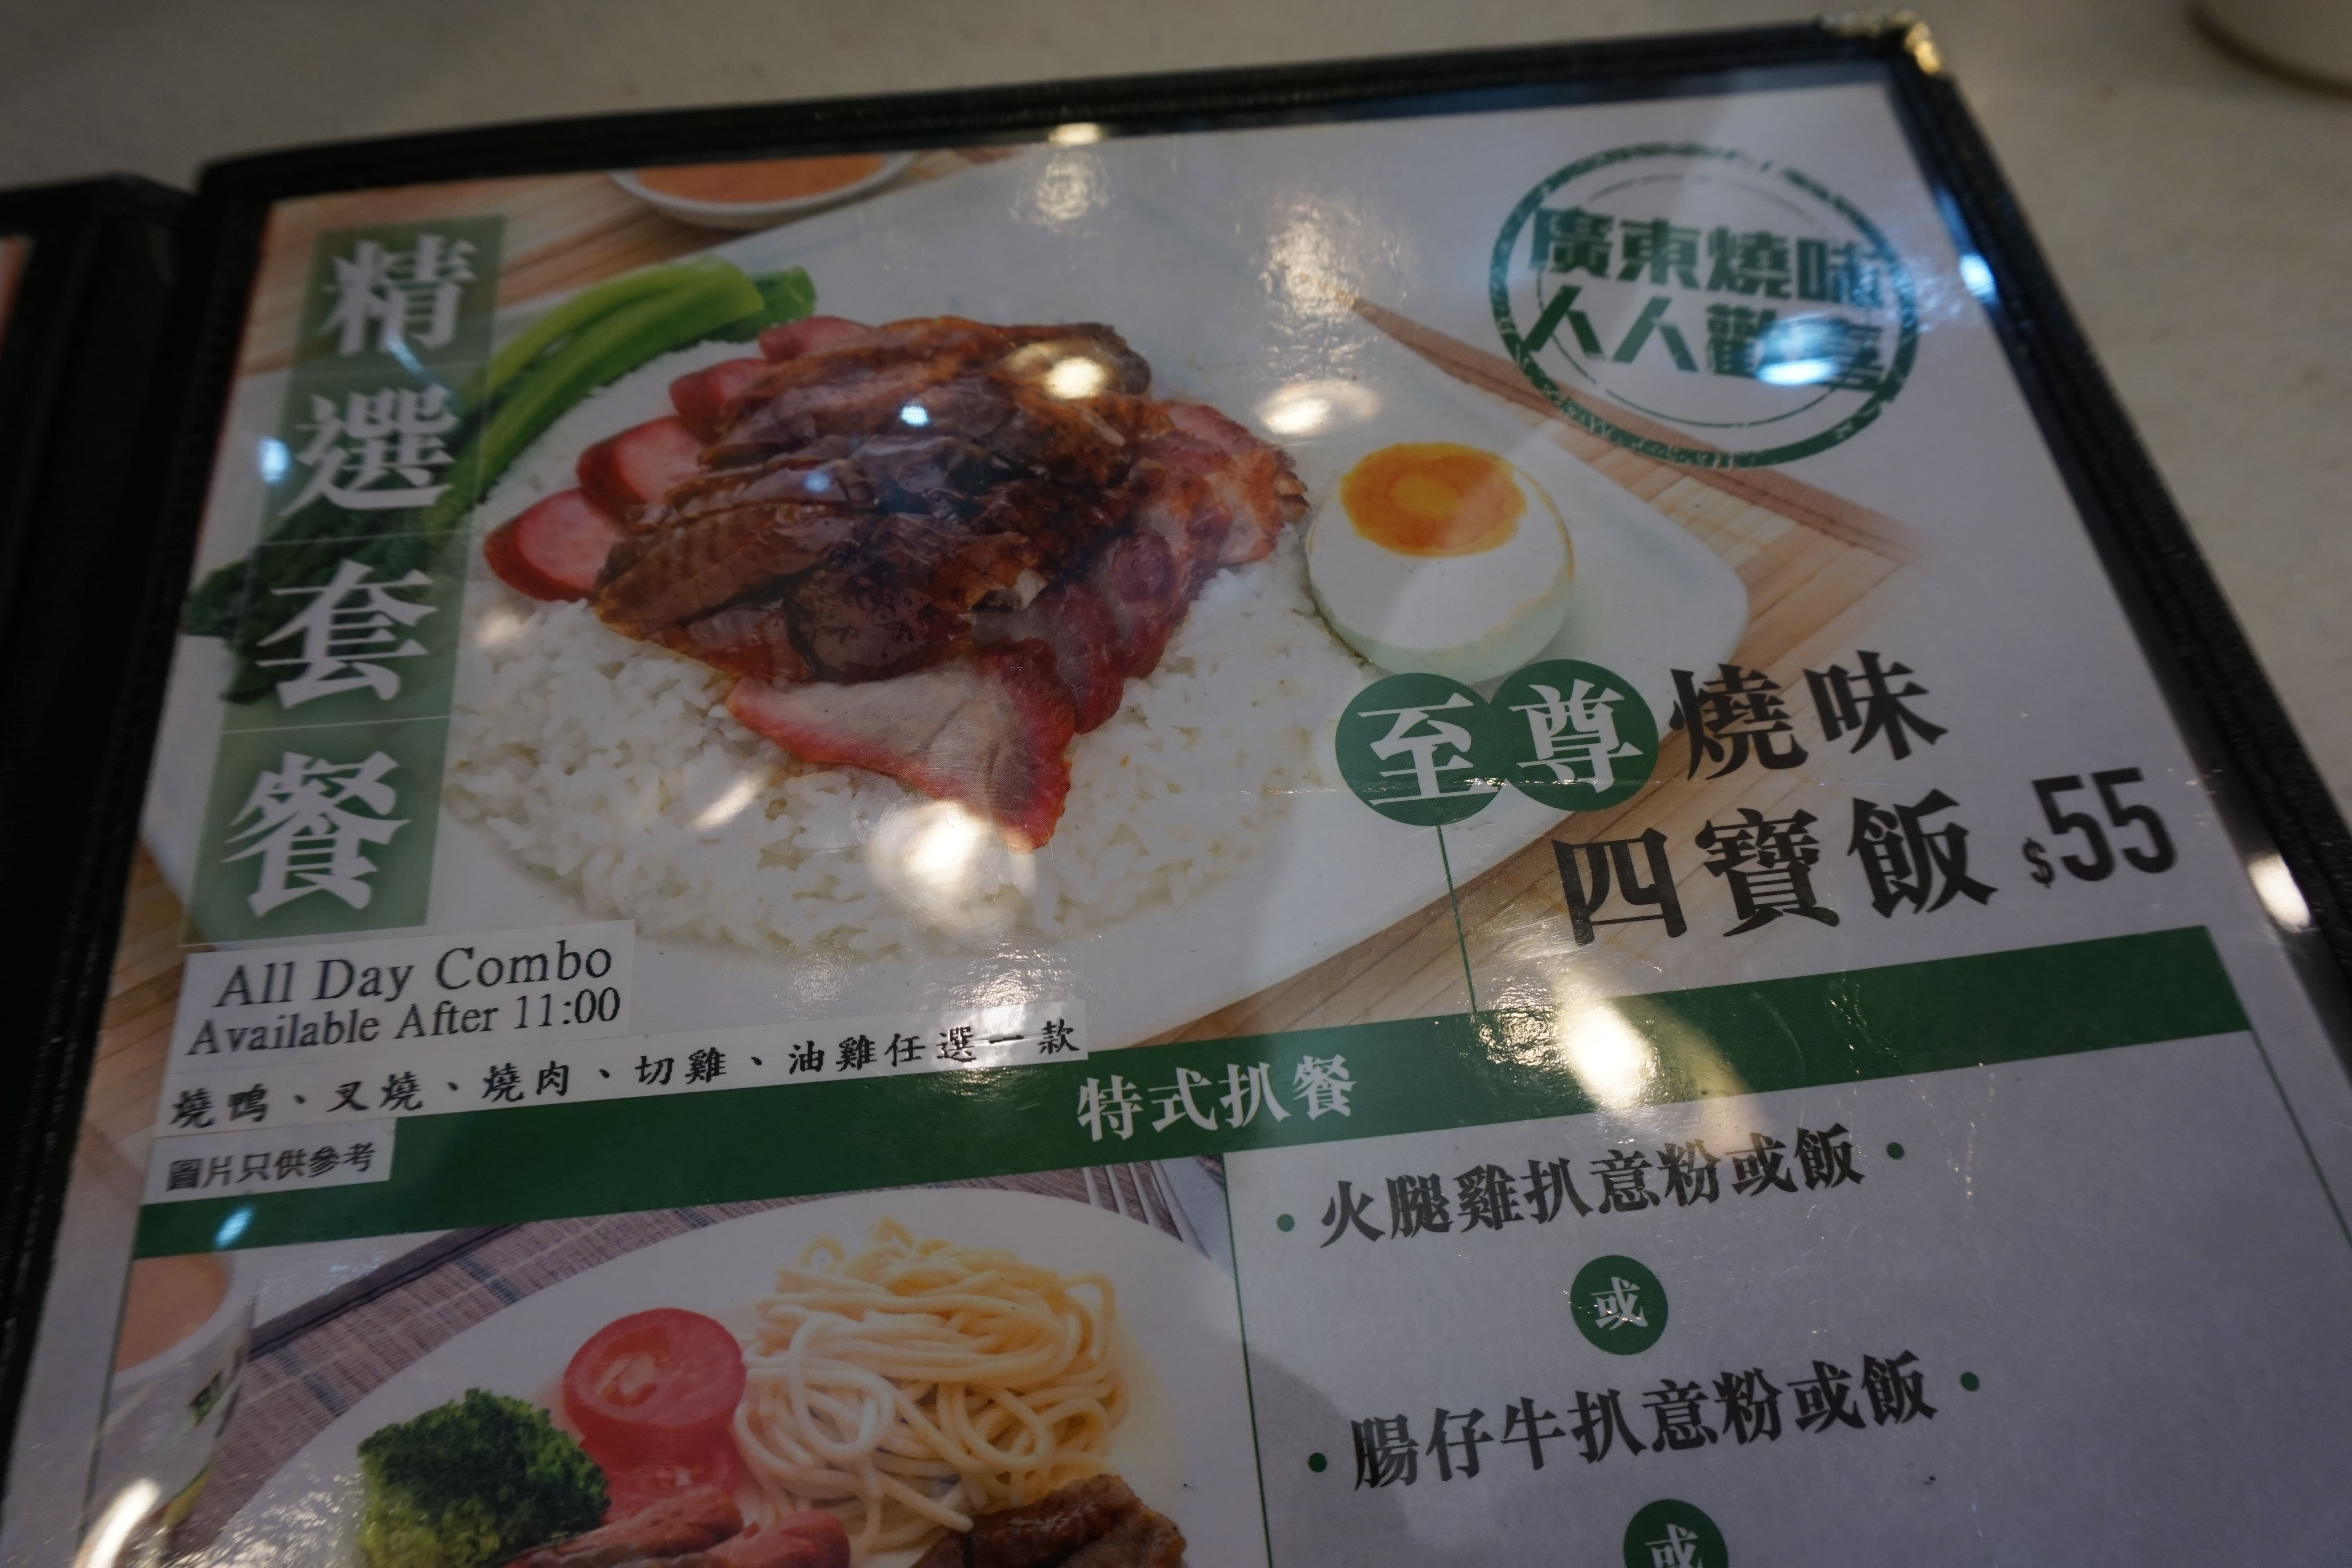 精選套餐
廣東燒味
人人歡享
至尊燒味
四寶飯 $55
All Day Combo
Available After 11:00
燒鴨、叉燒、燒肉、切雞、油雞任選一款
圖片只供參考
特式扒餐
• 火腿雞扒意粉或飯 •
或
• 腸仔牛扒意粉或飯 •
或